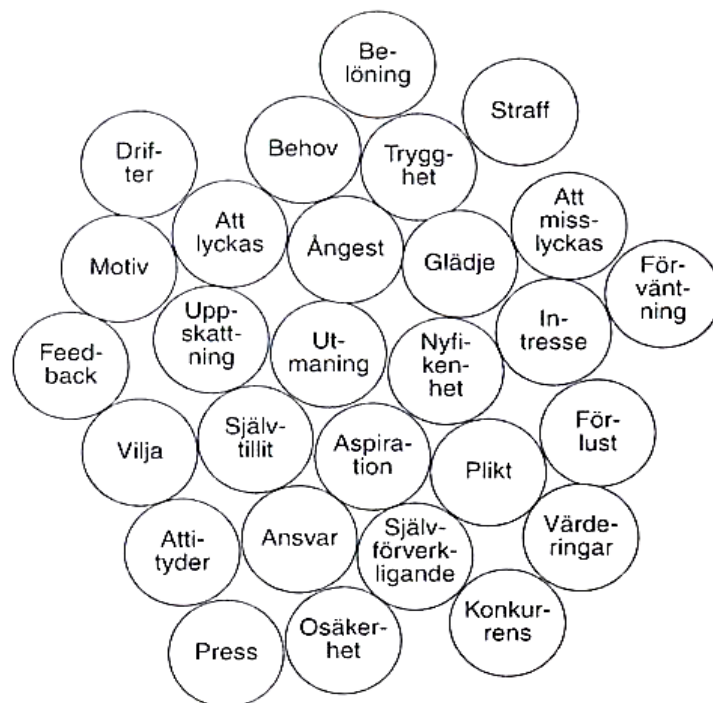 Be-
löning
Straff
Drif-
ter
Behov
Trygg-
het
Att
lyckas
Ångest
Glädje
Att
miss-
lyckas
Motiv
För-
vänt-
ning
Upp-
skatt-
ning
Ut-
maning
Nyfi-
ken-
het
In-
tresse
Feed-
back
Vilja
Själv-
tillit
Aspira-
tion
Plikt
För-
lust
Atti-
tyder
Ansvar
Själv-
förverk-
ligande
Värde-
ringar
Press
Osäker-
het
Konkur-
rens